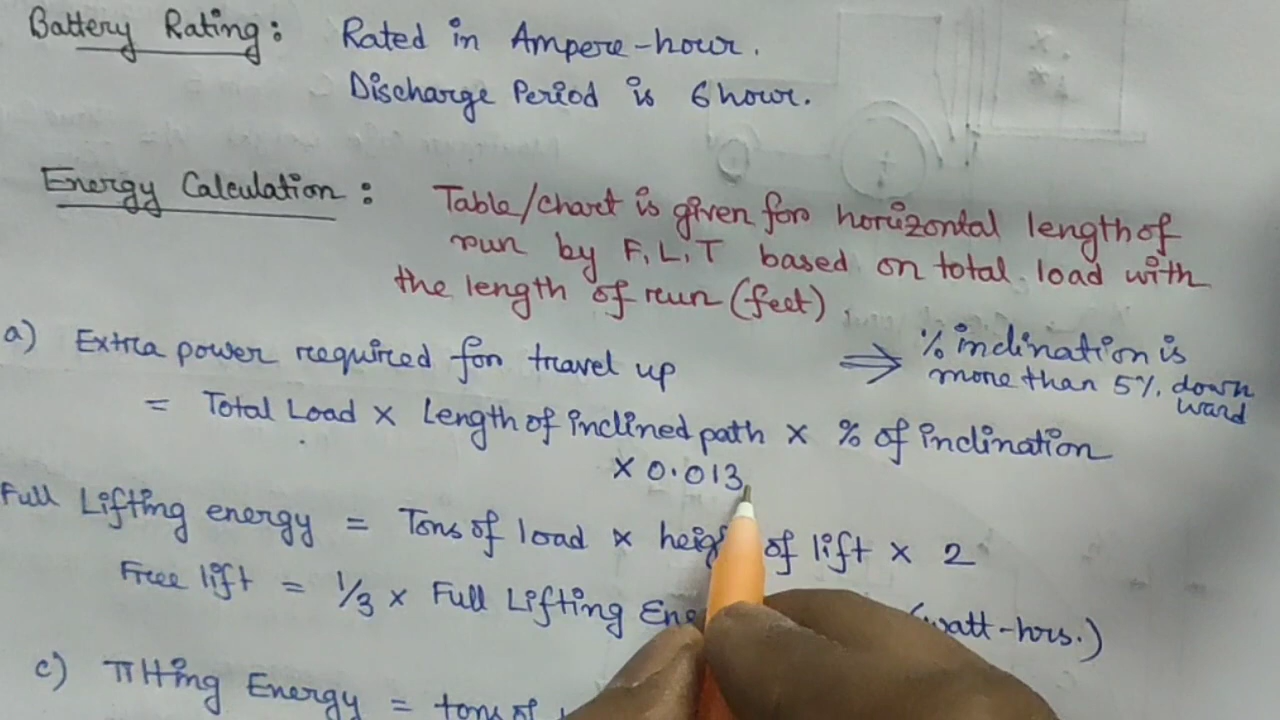 Battery Rating : Rated in Ampere-hour.
Discharge Period is 6 hour.
Energy Calculation : Table/chart is given for horizontal length of
run by F.L.T based on total load with
the length of run (feet).
a) Extra power required for travel up
⇒ % inclination is
more than 5% down
ward
= Total Load × Length of inclined path × % of inclination
× 0.013
Full Lifting energy = Tons of load × of lift × 2
Free lift = 1/3 × Full Lifting (watt-hrs.)
c) Tilting Energy = tons of